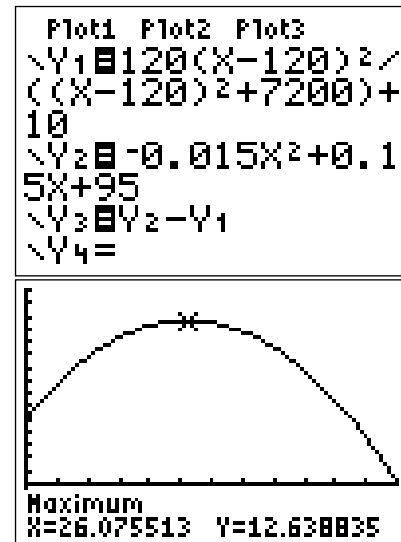 Plot1 Plot2 Plot3
\Y₁=120(X-120)²/
((X-120)²+7200)+
10
\Y₂=⁻0.015X²+0.1
5X+95
\Y₃=Y₂-Y₁
\Y₄=
Maximum
X=26.075513 Y=12.638835